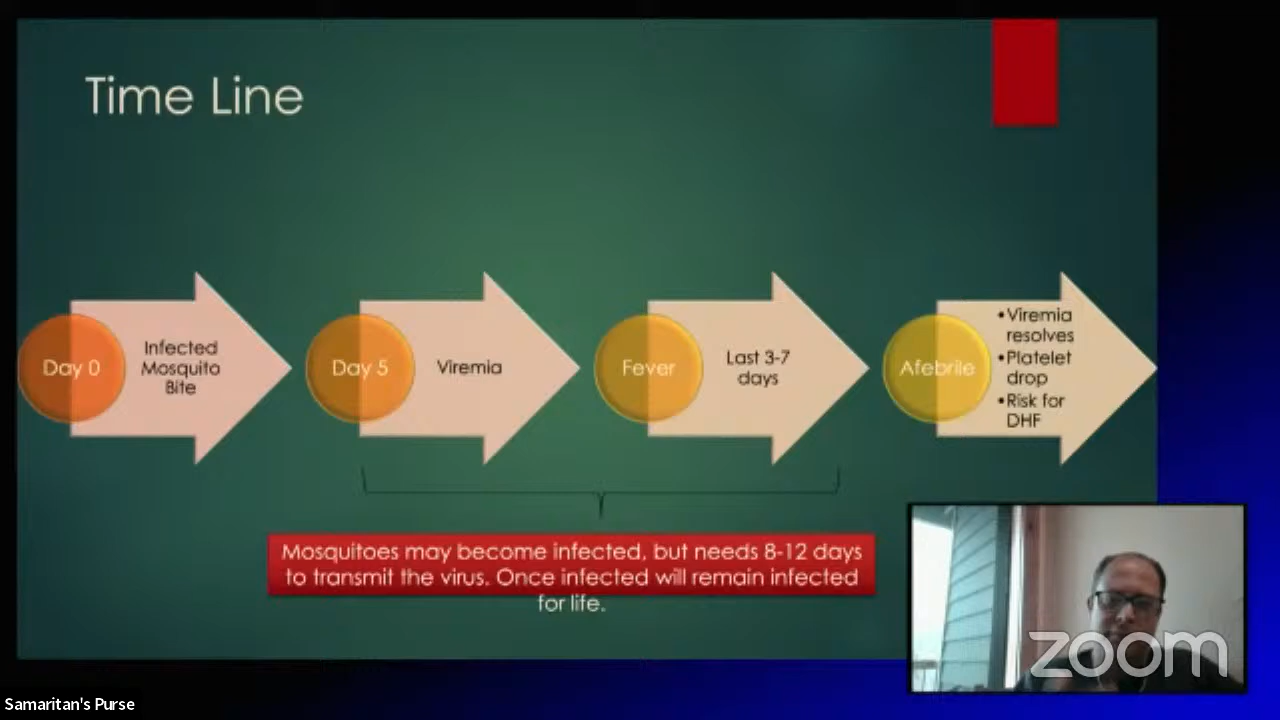 Time Line
Day 0
Infected
Mosquito
Bite
Day 5
Viremia
Fever
Last 3-7
days
Afebrile
•Viremia
resolves
•Platelet
drop
•Risk for
DHF
Mosquitoes may become infected, but needs 8-12 days
to transmit the virus. Once infected will remain infected
for life.
zoom
Samaritan's Purse